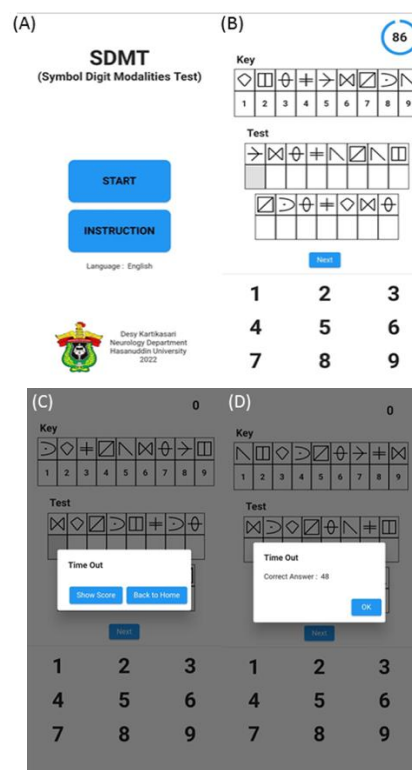 (A)
SDMT
(Symbol Digit Modalities Test)
START
INSTRUCTION
Language : English
Desy Kartikasari
Neurology Department
Hasanuddin University
2022
(B)
86
Key
1 2 3 4 5 6 7 8 9
Test
Next
1 2 3
4 5 6
7 8 9
(C)
0
Key
1 2 3 4 5 6 7 8 9
Test
Time Out
Show Score Back to Home
Next
1 2 3
4 5 6
7 8 9
(D)
0
Key
1 2 3 4 5 6 7 8 9
Test
Time Out
Correct Answer : 48
OK
Next
1 2 3
4 5 6
7 8 9